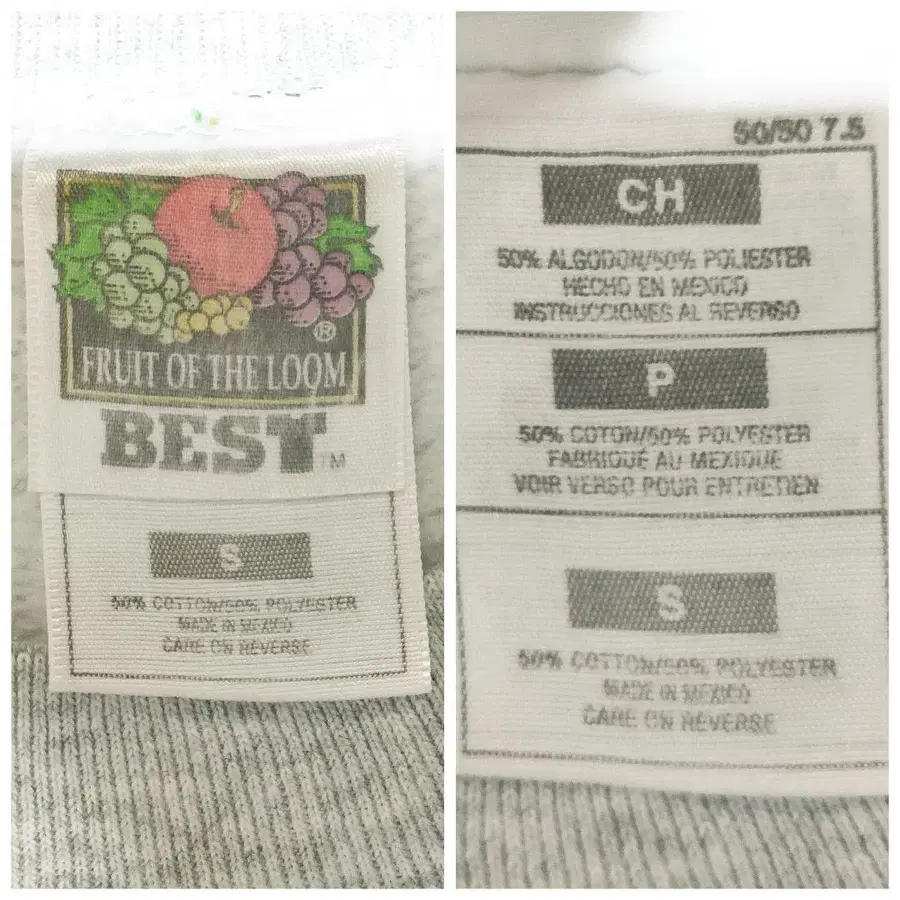 ®
FRUIT OF THE LOOM
BEST TM
S
50% COTTON/50% POLYESTER
MADE IN MEXICO
CARE ON REVERSE
50/50 7.5
CH
50% ALGODON/50% POLIESTER
HECHO EN MEXICO
INSTRUCCIONES AL REVERSO
P
50% COTON/50% POLYESTER
FABRIQUÉ AU MEXIQUE
VOIR VERSO POUR ENTRETIEN
S
50% COTTON/50% POLYESTER
MADE IN MEXICO
CARE ON REVERSE